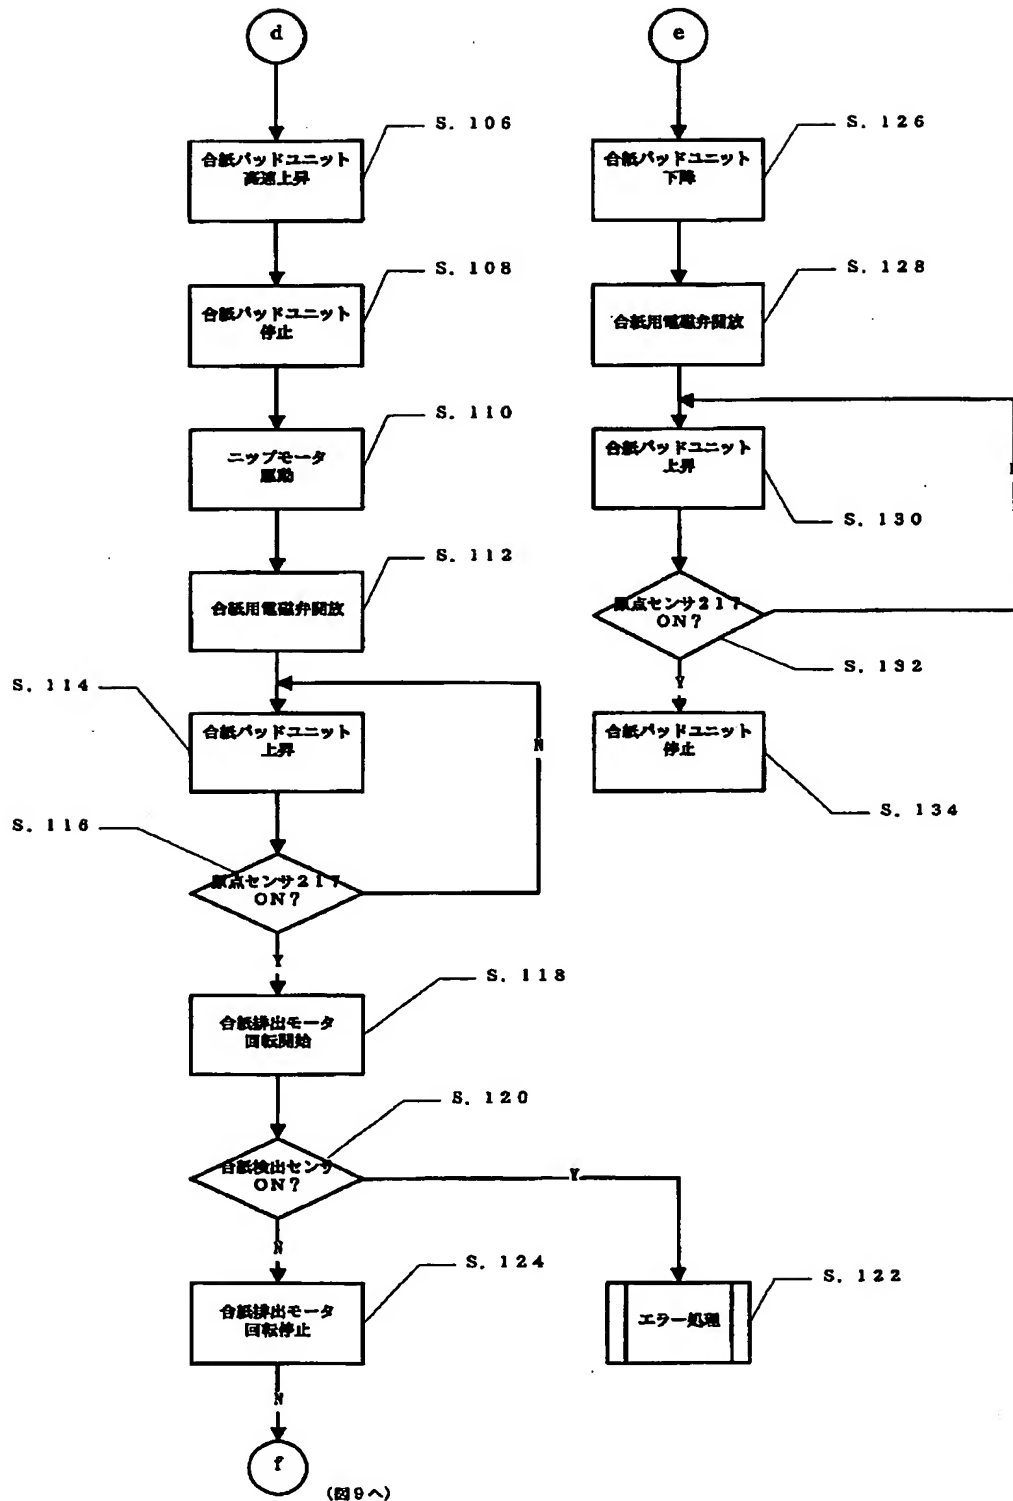 d
S. 106
合紙パッドユニット
高速上昇
S. 108
合紙パッドユニット
停止
S. 110
ニップモータ
駆動
S. 112
合紙用電磁弁開放
S. 114
合紙パッドユニット
上昇
N
S. 116
原点センサ217
ON?
Y
S. 118
合紙排出モータ
回転開始
S. 120
合紙検出センサ
ON?
Y
N
S. 124
合紙排出モータ
回転停止
N
f
(図9へ)
e
S. 126
合紙パッドユニット
下降
S. 128
合紙用電磁弁開放
合紙パッドユニット
上昇
S. 130
原点センサ217
ON?
S. 132
Y
合紙パッドユニット
停止
S. 134
S. 122
エラー処理